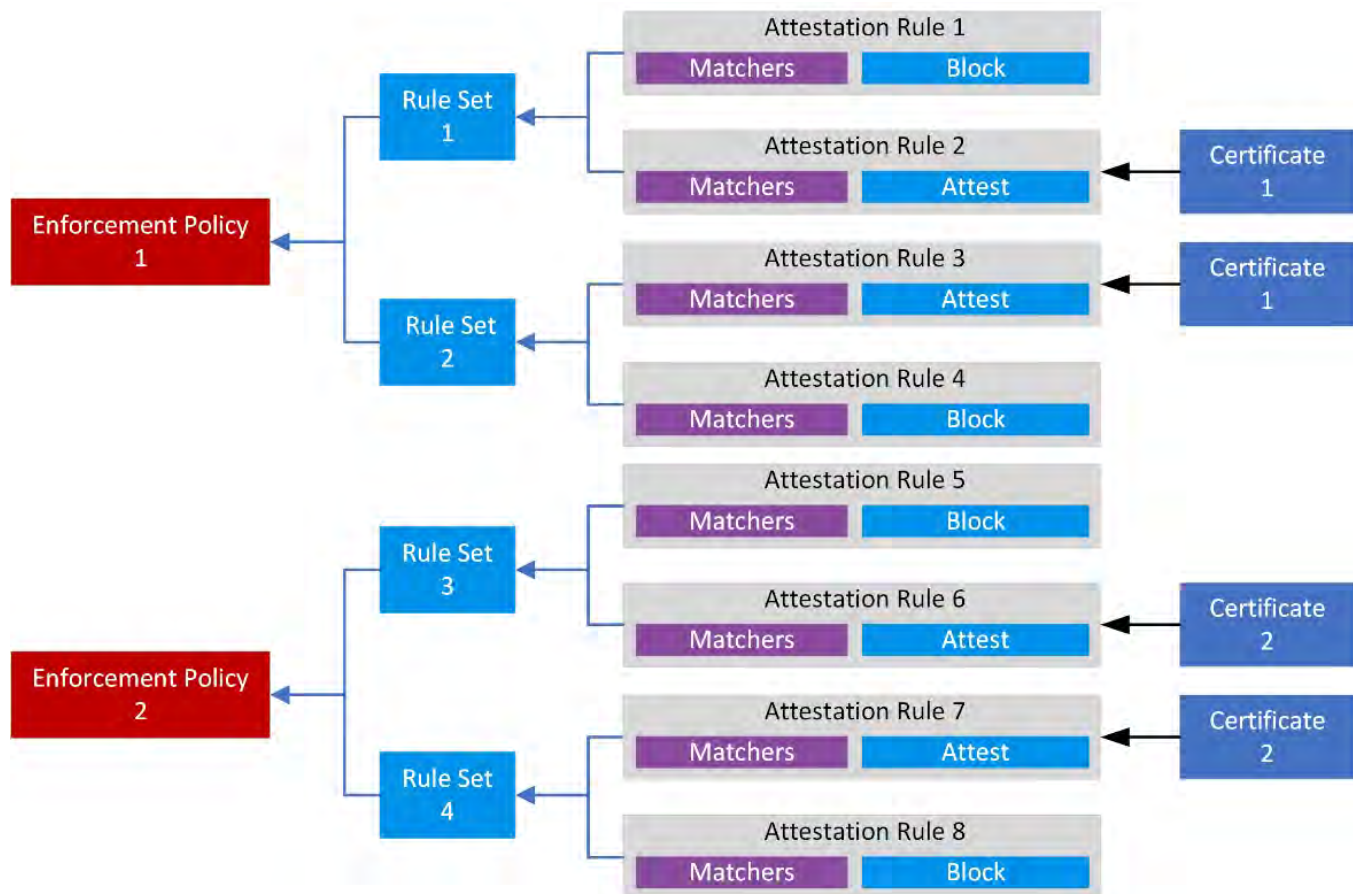 Attestation Rule 1
Matchers
Block
Rule Set
1
Attestation Rule 2
Matchers
Attest
Certificate
1
Enforcement Policy
1
Attestation Rule 3
Matchers
Attest
Certificate
1
Rule Set
2
Attestation Rule 4
Matchers
Block
Attestation Rule 5
Matchers
Block
Rule Set
3
Attestation Rule 6
Matchers
Attest
Certificate
2
Enforcement Policy
2
Attestation Rule 7
Matchers
Attest
Certificate
2
Rule Set
4
Attestation Rule 8
Matchers
Block